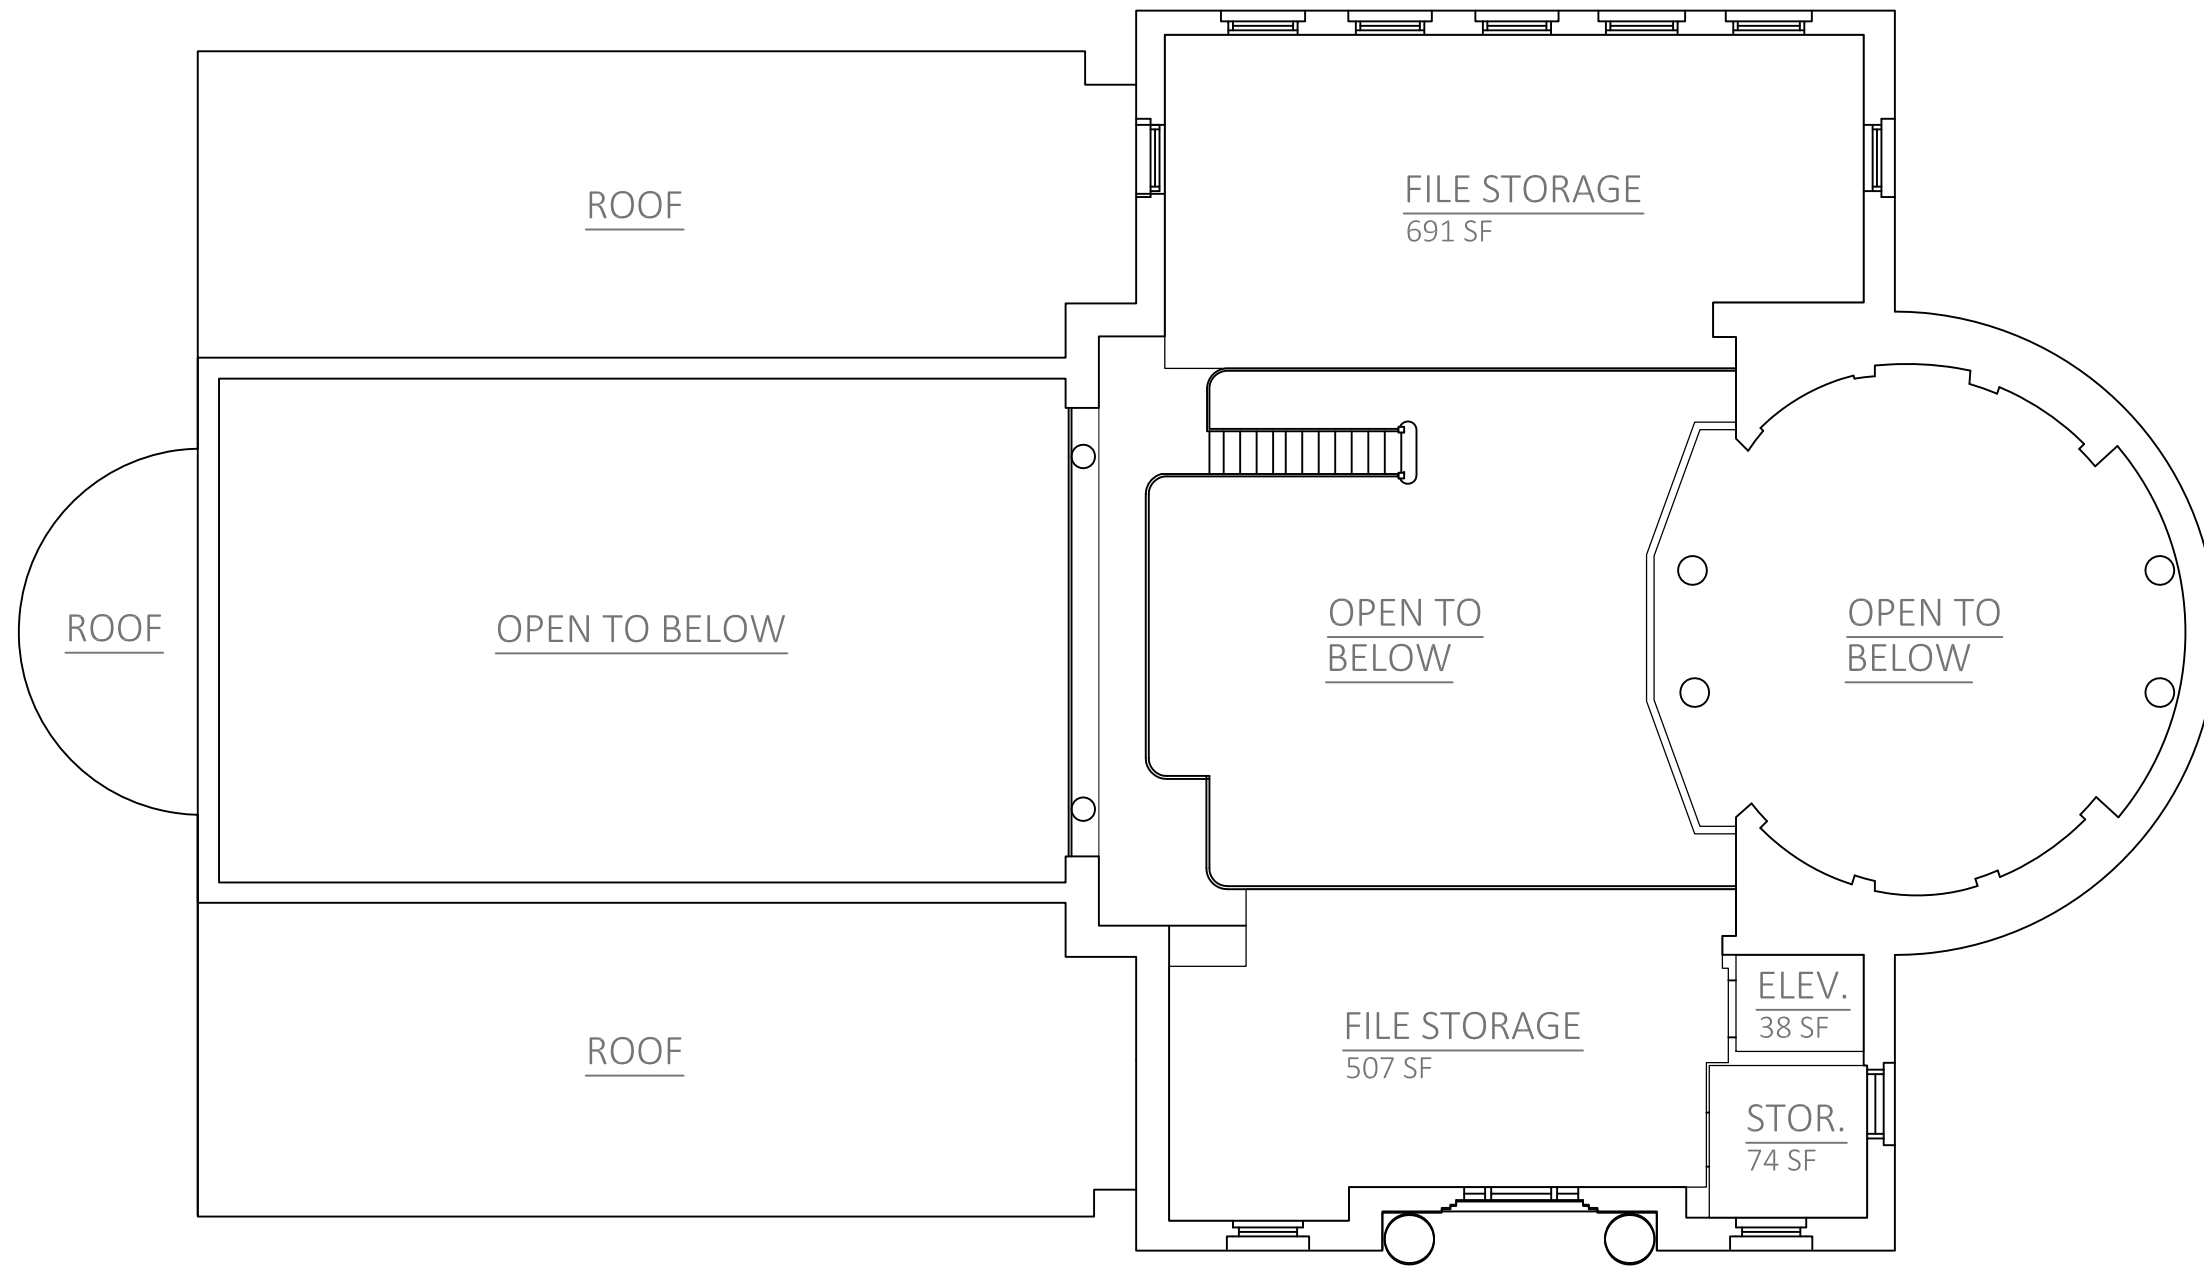 FILE STORAGE
691 SF
ROOF
ROOF
OPEN TO BELOW
OPEN TO
BELOW
OPEN TO
BELOW
ROOF
FILE STORAGE
507 SF
ELEV.
38 SF
STOR.
74 SF